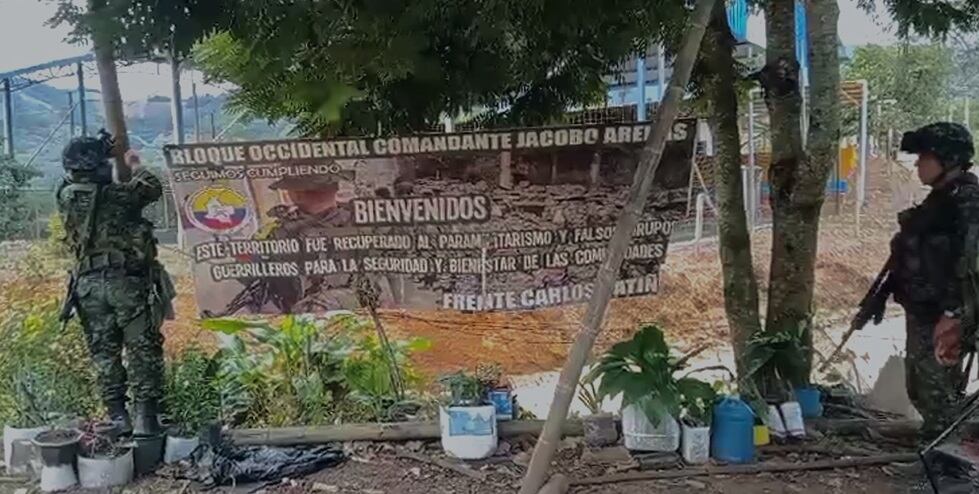 BLOQUE OCCIDENTAL COMANDANTE JACOBO ARENAS
SEGUIMOS CUMPLIENDO
BIENVENIDOS
ESTE TERRITORIO FUE RECUPERADO AL PARAMILITARISMO Y FALSOS GRUPOS
GUERRILLEROS PARA LA SEGURIDAD Y BIENESTAR DE LAS COMUNIDADES
FRENTE CARLOS PATIÑO